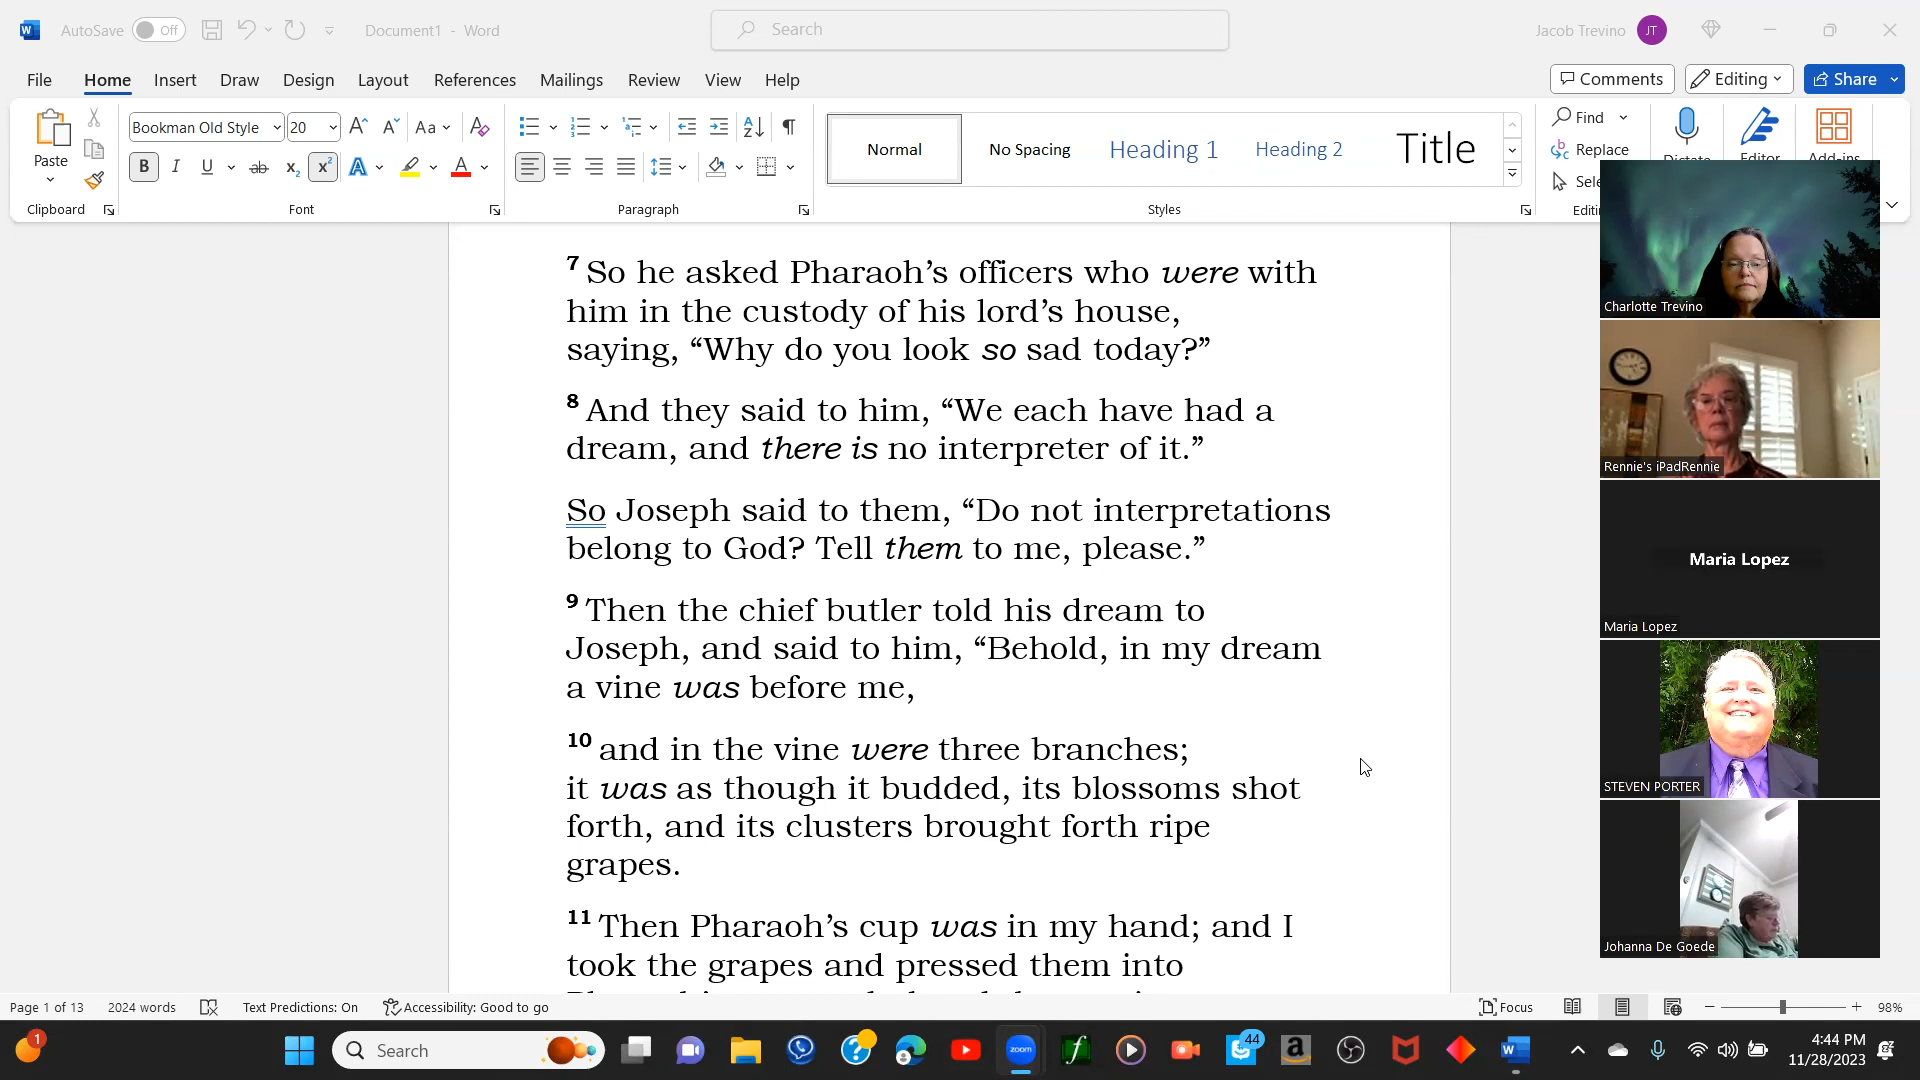 AutoSave Off Document1 - Word Search Jacob Trevino JT
File Home Insert Draw Design Layout References Mailings Review View Help Comments Editing Share
Paste
Clipboard
Bookman Old Style 20
Font
Paragraph
Normal No Spacing Heading 1 Heading 2 Title
Styles
Find
Replace
7 So he asked Pharaoh’s officers who were with
him in the custody of his lord’s house,
saying, “Why do you look so sad today?”
8 And they said to him, “We each have had a
dream, and there is no interpreter of it.”
So Joseph said to them, “Do not interpretations
belong to God? Tell them to me, please.”
9 Then the chief butler told his dream to
Joseph, and said to him, “Behold, in my dream
a vine was before me,
10 and in the vine were three branches;
it was as though it budded, its blossoms shot
forth, and its clusters brought forth ripe
grapes.
11 Then Pharaoh’s cup was in my hand; and I
took the grapes and pressed them into
Charlotte Trevino
Rennie's iPadRennie
Maria Lopez
Maria Lopez
STEVEN PORTER
Johanna De Goede
Page 1 of 13 2024 words Text Predictions: On Accessibility: Good to go Focus 98%
1 Search zoom 44 4:44 PM
11/28/2023